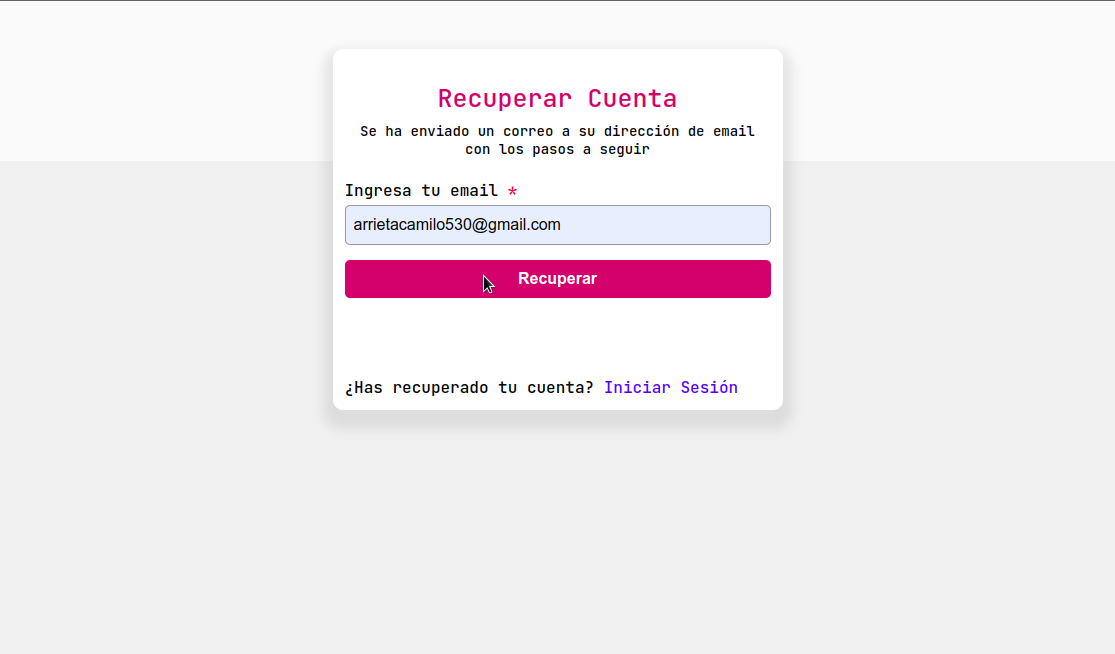 Recuperar Cuenta
Se ha enviado un correo a su dirección de email
con los pasos a seguir
Ingresa tu email *
arrietacamilo530@gmail.com
Recuperar
¿Has recuperado tu cuenta? Iniciar Sesión